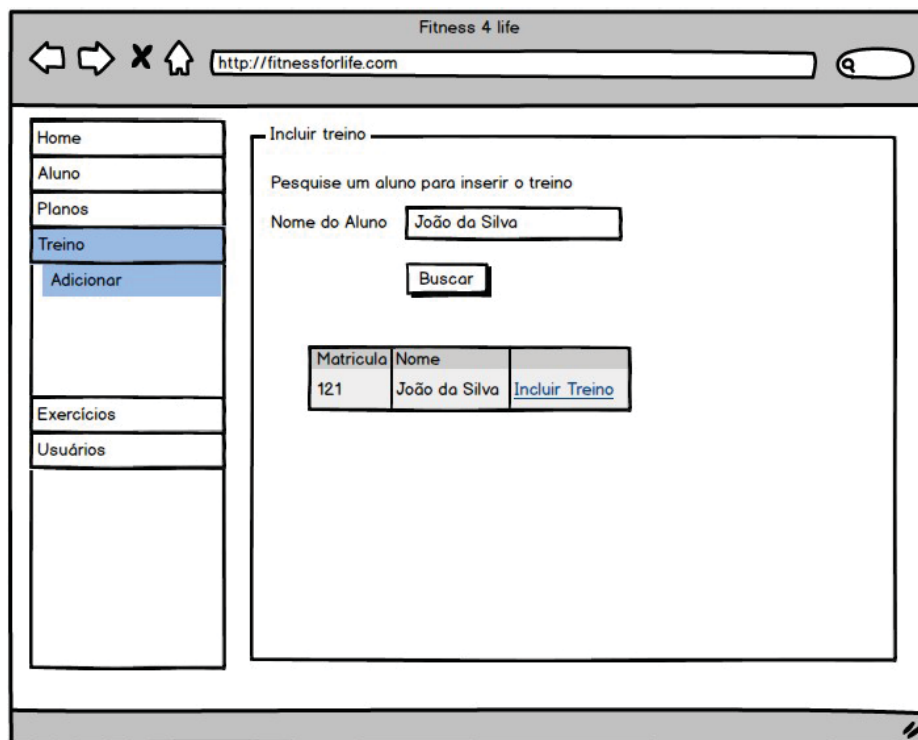 Fitness 4 life
http://fitnessforlife.com
Home
Aluno
Planos
Treino
Adicionar
Exercícios
Usuários
Incluir treino
Pesquise um aluno para inserir o treino
Nome do Aluno João da Silva
Buscar
Matricula Nome
121 João da Silva Incluir Treino